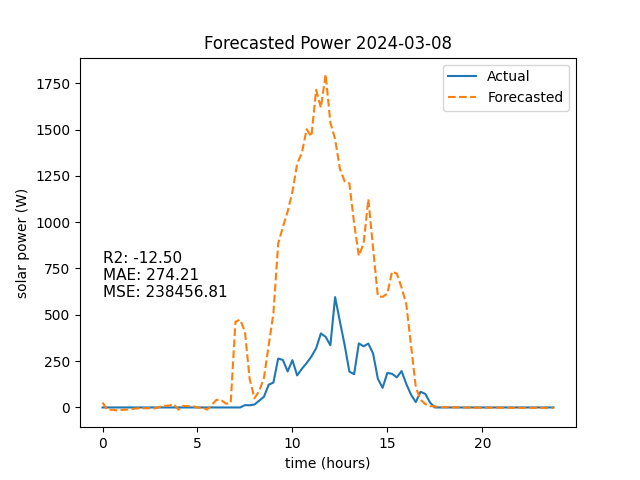 Forecasted Power 2024-03-08
Actual
Forecasted
R2: -12.50
MAE: 274.21
MSE: 238456.81
solar power (W)
1750
1500
1250
1000
750
500
250
0
0
5
10
15
20
time (hours)